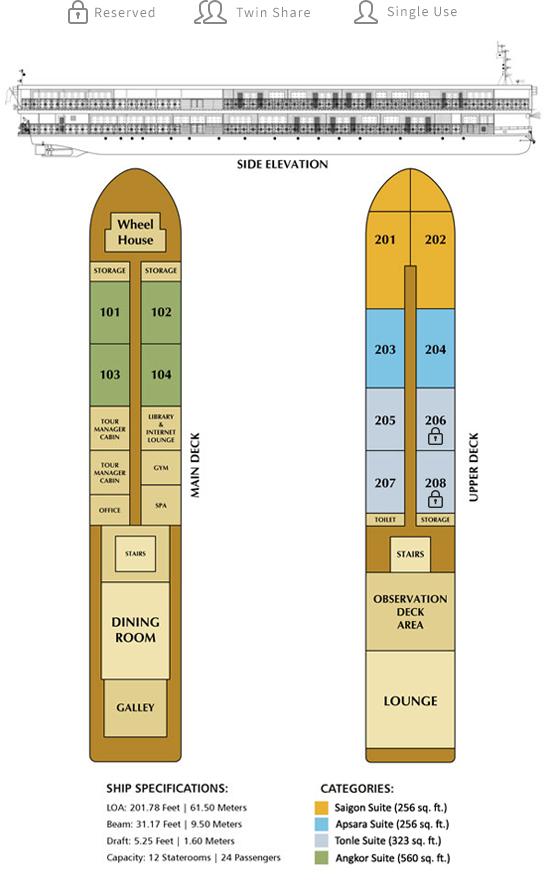 Reserved Twin Share Single Use
SIDE ELEVATION
Wheel
House
STORAGE STORAGE
101 102
103 104
TOUR
MANAGER
CABIN
LIBRARY
&
INTERNET
LOUNGE
TOUR
MANAGER
CABIN
GYM
OFFICE
SPA
STAIRS
DINING
ROOM
GALLEY
MAIN DECK
201 202
203 204
205 206
207 208
TOILET STORAGE
STAIRS
OBSERVATION
DECK
AREA
LOUNGE
UPPER DECK
SHIP SPECIFICATIONS:
LOA: 201.78 Feet | 61.50 Meters
Beam: 31.17 Feet | 9.50 Meters
Draft: 5.25 Feet | 1.60 Meters
Capacity: 12 Staterooms | 24 Passengers
CATEGORIES:
Saigon Suite (256 sq. ft.)
Apsara Suite (256 sq. ft.)
Tonle Suite (323 sq. ft.)
Angkor Suite (560 sq. ft.)